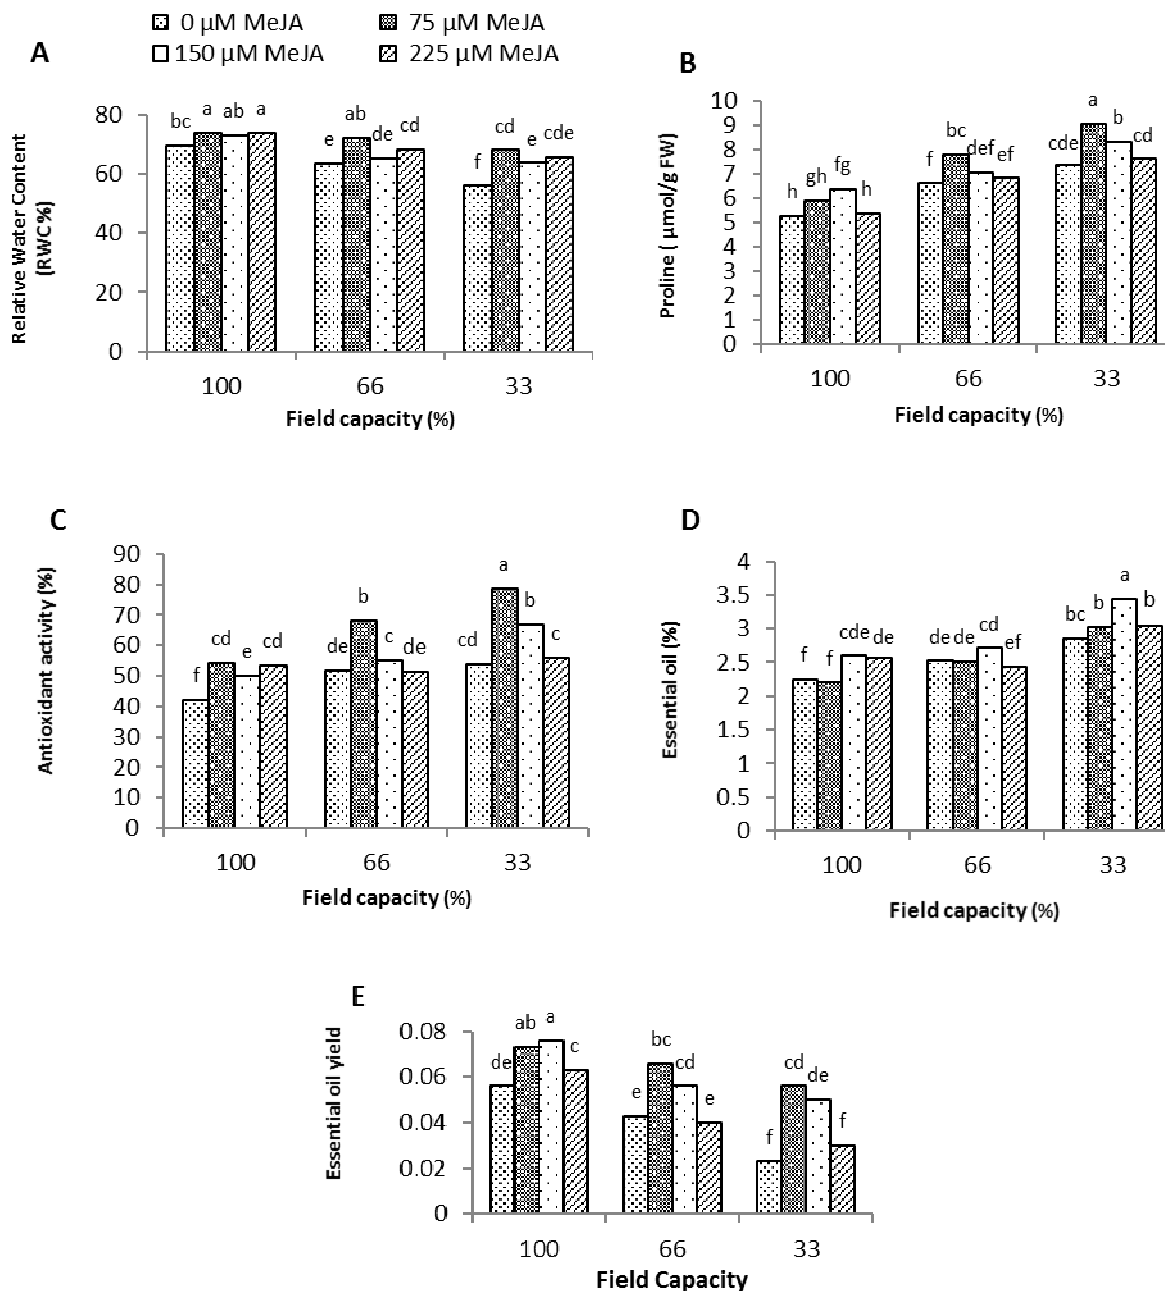 0 µM MeJA 75 µM MeJA
150 µM MeJA 225 µM MeJA
A
Relative Water Content
(RWC%)
80
60
40
20
0
bc a ab a e ab de cd f cd e cde
100 66 33
Field capacity (%)
B
Proline ( µmol/g FW)
10
9
8
7
6
5
4
3
2
1
0
h gh fg h f bc def ef cde a b cd
100 66 33
Field capacity (%)
C
Antioxidant activity (%)
90
80
70
60
50
40
30
20
10
0
f cd e cd de b c de cd a b c
100 66 33
Field capacity (%)
D
Essential oil (%)
4
3.5
3
2.5
2
1.5
1
0.5
0
f f cde de de de cd ef bc b a b
100 66 33
Field capacity (%)
E
Essential oil yield
0.08
0.06
0.04
0.02
0
de ab a c e bc cd e f cd de f
100 66 33
Field Capacity